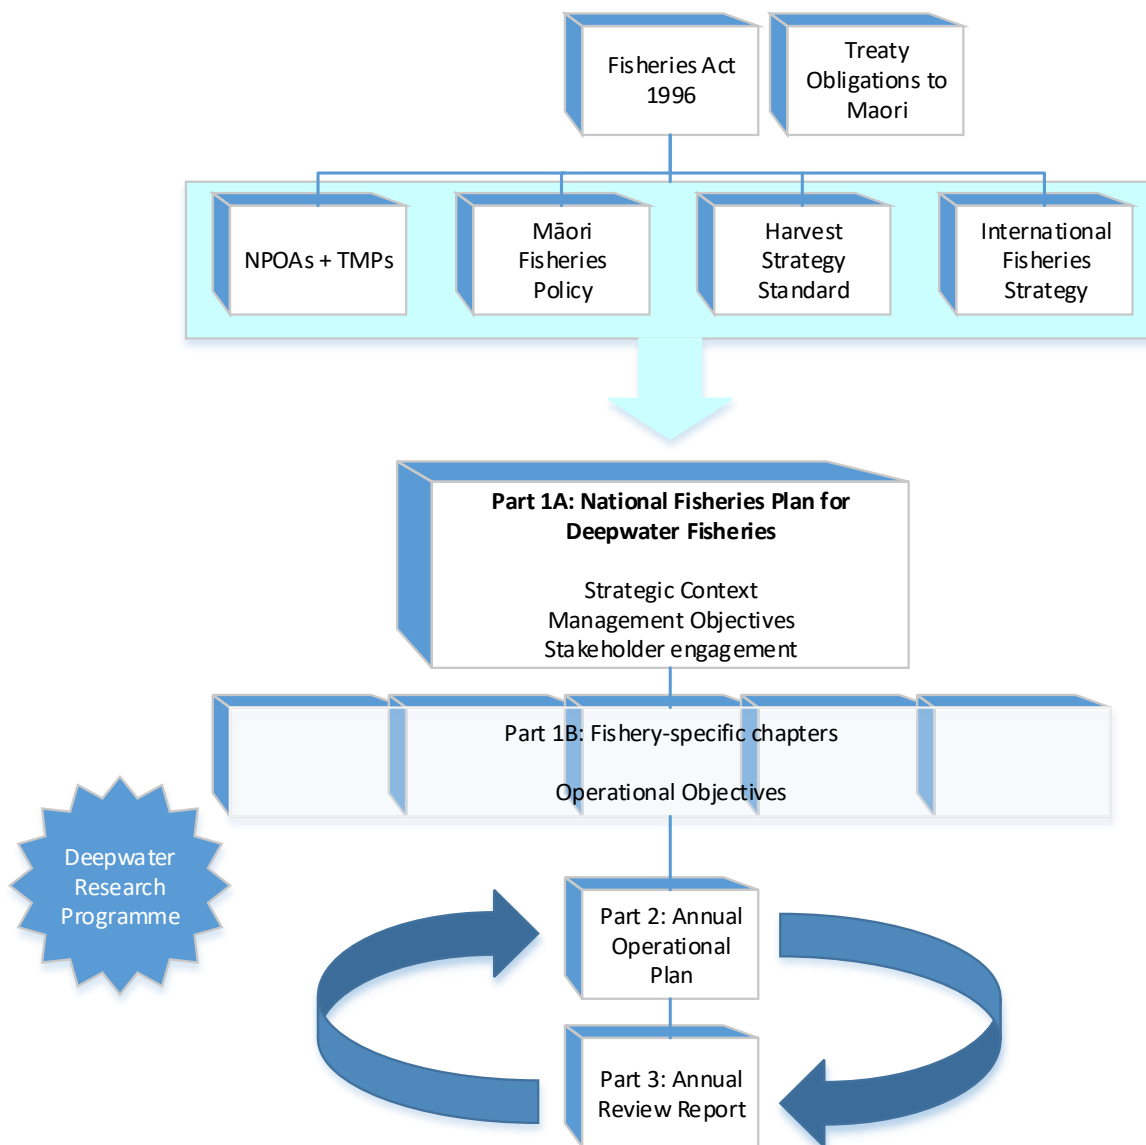 Fisheries Act
1996
Treaty
Obligations to
Maori
NPOAs + TMPs
Māori
Fisheries
Policy
Harvest
Strategy
Standard
International
Fisheries
Strategy
Part 1A: National Fisheries Plan for
Deepwater Fisheries
Strategic Context
Management Objectives
Stakeholder engagement
Part 1B: Fishery-specific chapters
Operational Objectives
Deepwater
Research
Programme
Part 2: Annual
Operational
Plan
Part 3: Annual
Review Report